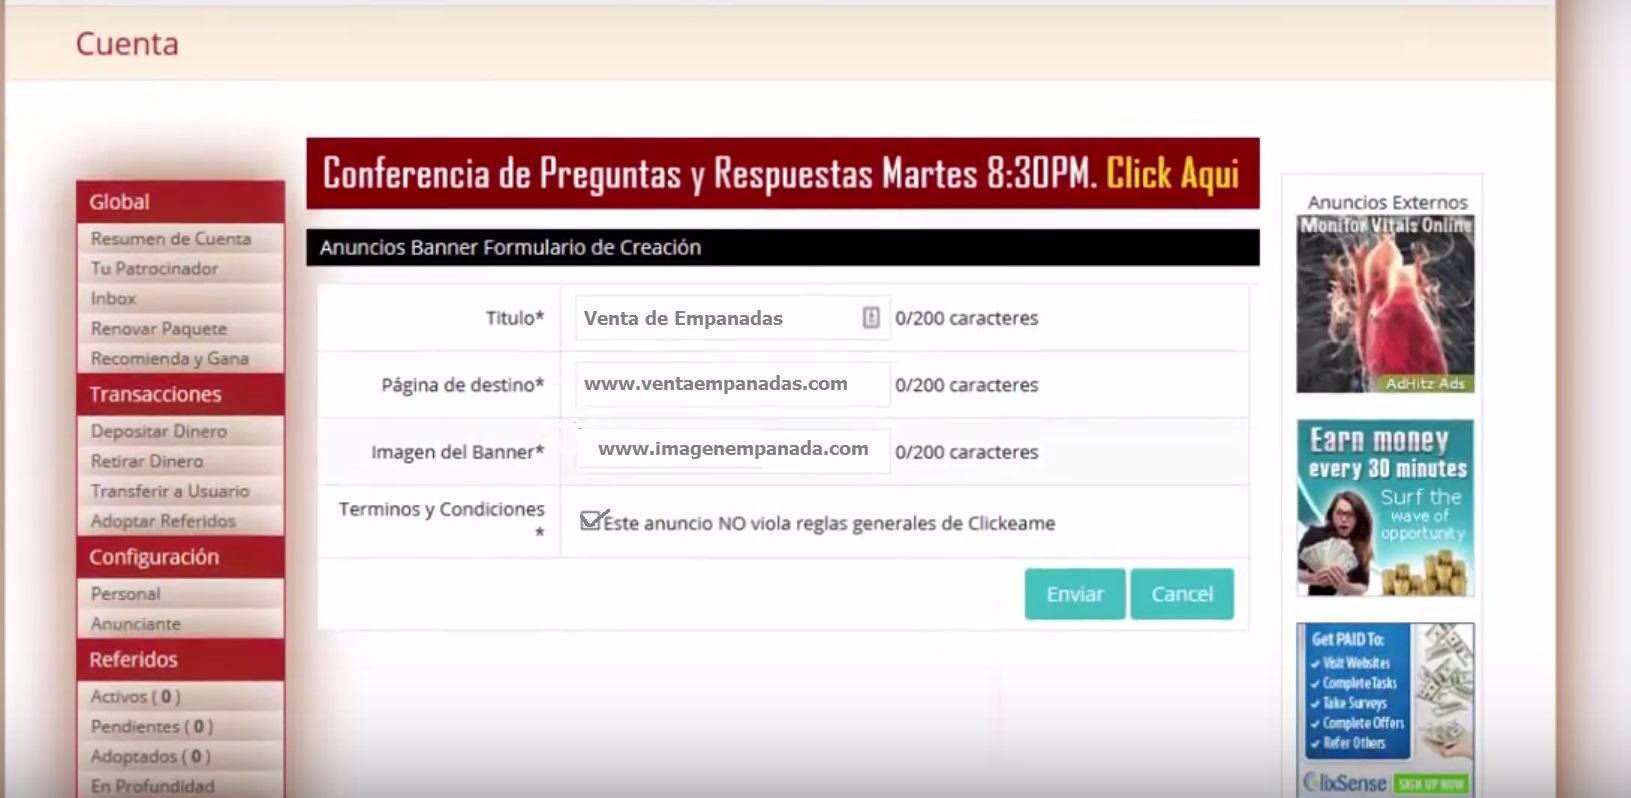 Cuenta
Global
Resumen de Cuenta
Tu Patrocinador
Inbox
Renovar Paquete
Recomienda y Gana
Transacciones
Depositar Dinero
Retirar Dinero
Transferir a Usuario
Adoptar Referidos
Configuración
Personal
Anunciante
Referidos
Activos ( 0 )
Pendientes ( 0 )
Adoptados ( 0 )
En Profundidad
Conferencia de Preguntas y Respuestas Martes 8:30PM. Click Aqui
Anuncios Banner Formulario de Creación
Titulo* Venta de Empanadas 0/200 caracteres
Página de destino* www.ventaempanadas.com 0/200 caracteres
Imagen del Banner* www.imagenempanada.com 0/200 caracteres
Terminos y Condiciones
* Este anuncio NO viola reglas generales de Clickeame
Enviar Cancel
Anuncios Externos
Monitor Vitals Online
AdHitz Ads
Earn money
every 30 minutes
Surf the
wave of
opportunity
Get PAID To:
Visit Websites
Complete Tasks
Take Surveys
Complete Offers
Refer Others
ClixSense SIGN UP NOW